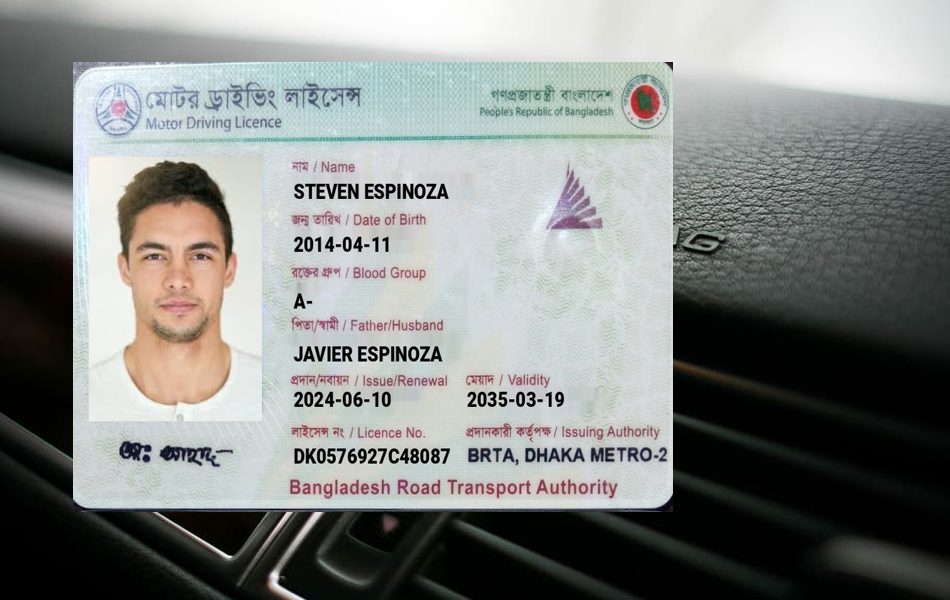 মোটর ড্রাইভিং লাইসেন্স
Motor Driving Licence
গণপ্রজাতন্ত্রী বাংলাদেশ
People's Republic of Bangladesh
নাম / Name
STEVEN ESPINOZA
জন্ম তারিখ / Date of Birth
2014-04-11
রক্তের গ্রুপ / Blood Group
A-
পিতা/স্বামী / Father/Husband
JAVIER ESPINOZA
প্রদান/নবায়ন / Issue/Renewal
মেয়াদ / Validity
2024-06-10
2035-03-19
লাইসেন্স নং / Licence No.
প্রদানকারী কর্তৃপক্ষ / Issuing Authority
DK0576927C48087
BRTA, DHAKA METRO-2
Bangladesh Road Transport Authority